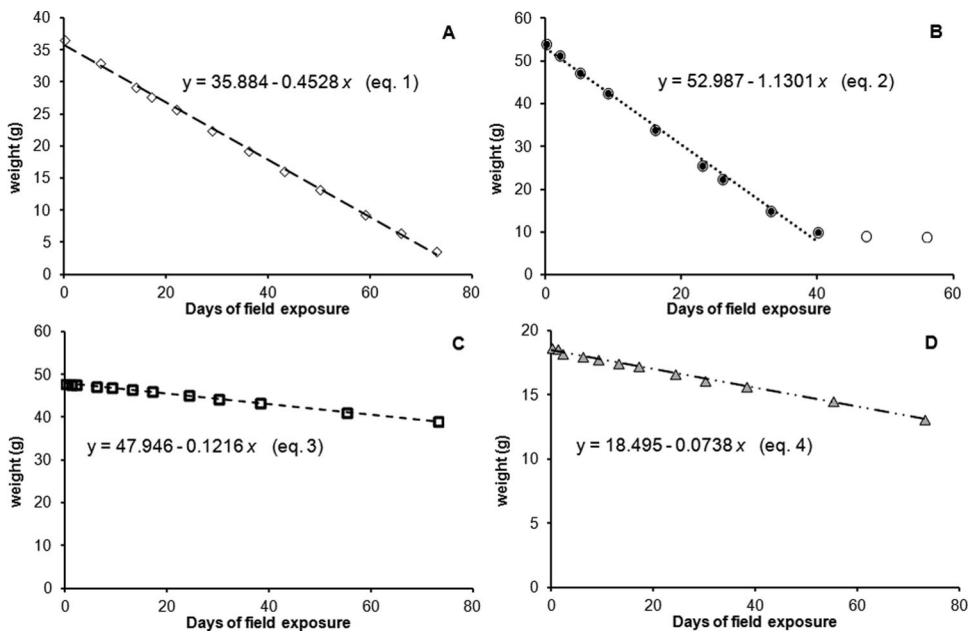 A
40
35
30
25
20
15
10
5
0
weight (g)
y = 35.884 - 0.4528 x (eq. 1)
0 20 40 60 80
Days of field exposure
B
60
50
40
30
20
10
0
weight (g)
y = 52.987 - 1.1301 x (eq. 2)
0 20 40 60
Days of field exposure
C
60
50
40
30
20
10
0
weight (g)
y = 47.946 - 0.1216 x (eq. 3)
0 20 40 60 80
Days of field exposure
D
20
15
10
5
0
weight (g)
y = 18.495 - 0.0738 x (eq. 4)
0 20 40 60 80
Days of field exposure